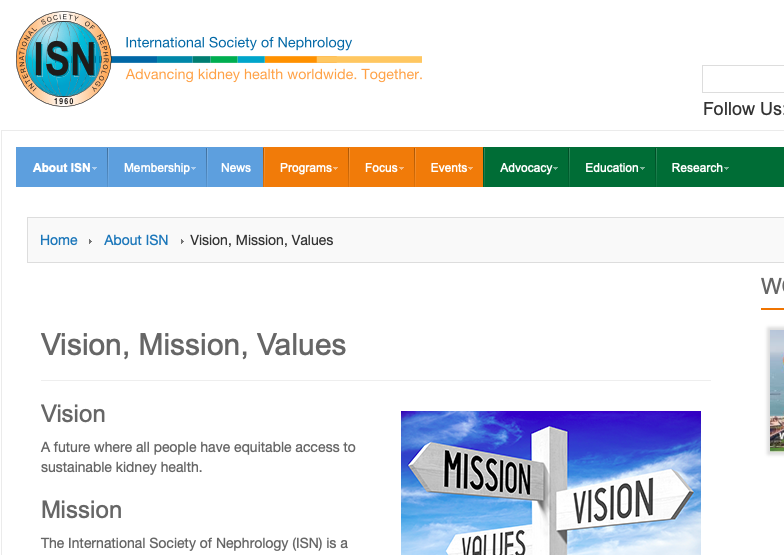 INTERNATIONAL SOCIETY OF NEPHROLOGY
ISN
1960
International Society of Nephrology
Advancing kidney health worldwide. Together.
Follow Us:
About ISN Membership News Programs Focus Events Advocacy Education Research
Home About ISN Vision, Mission, Values
Vision, Mission, Values
Vision
A future where all people have equitable access to
sustainable kidney health.
Mission
The International Society of Nephrology (ISN) is a
MISSION
VISION
VALUES